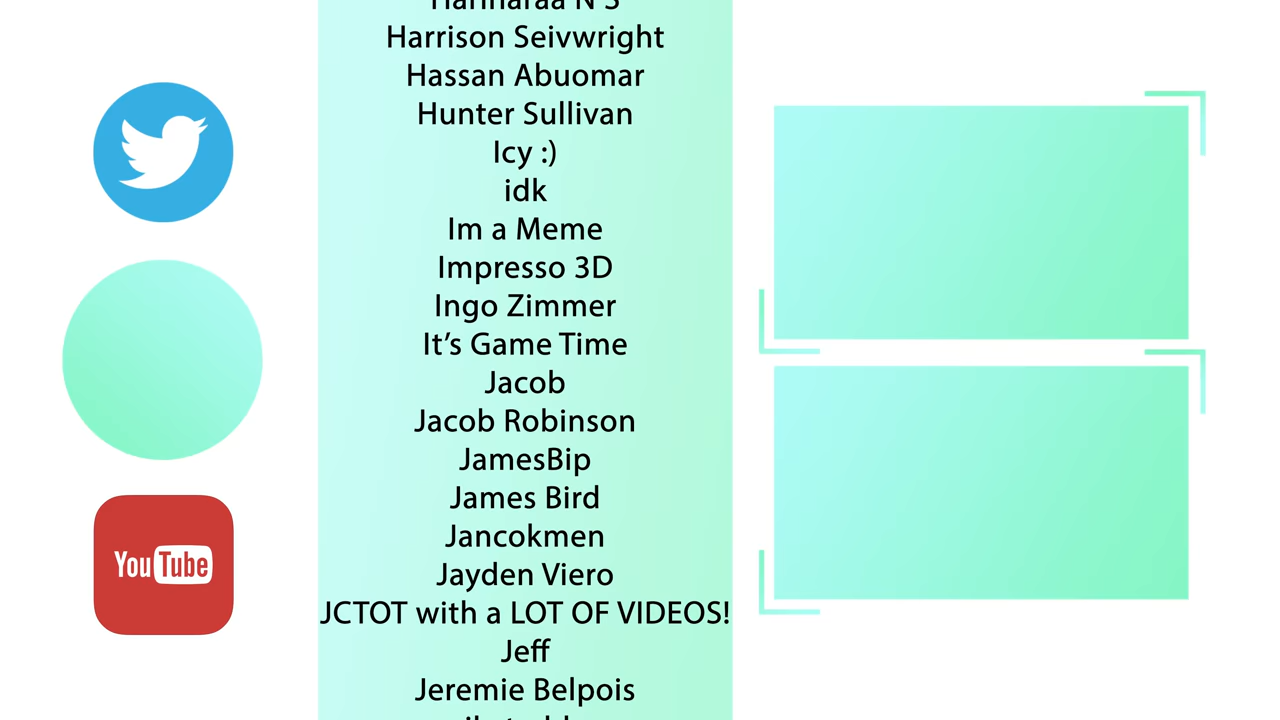 Harrison Seivwright
Hassan Abuomar
Hunter Sullivan
Icy :)
idk
Im a Meme
Impresso 3D
Ingo Zimmer
It’s Game Time
Jacob
Jacob Robinson
JamesBip
James Bird
Jancokmen
Jayden Viero
JCTOT with a LOT OF VIDEOS!
Jeff
Jeremie Belpois
YouTube